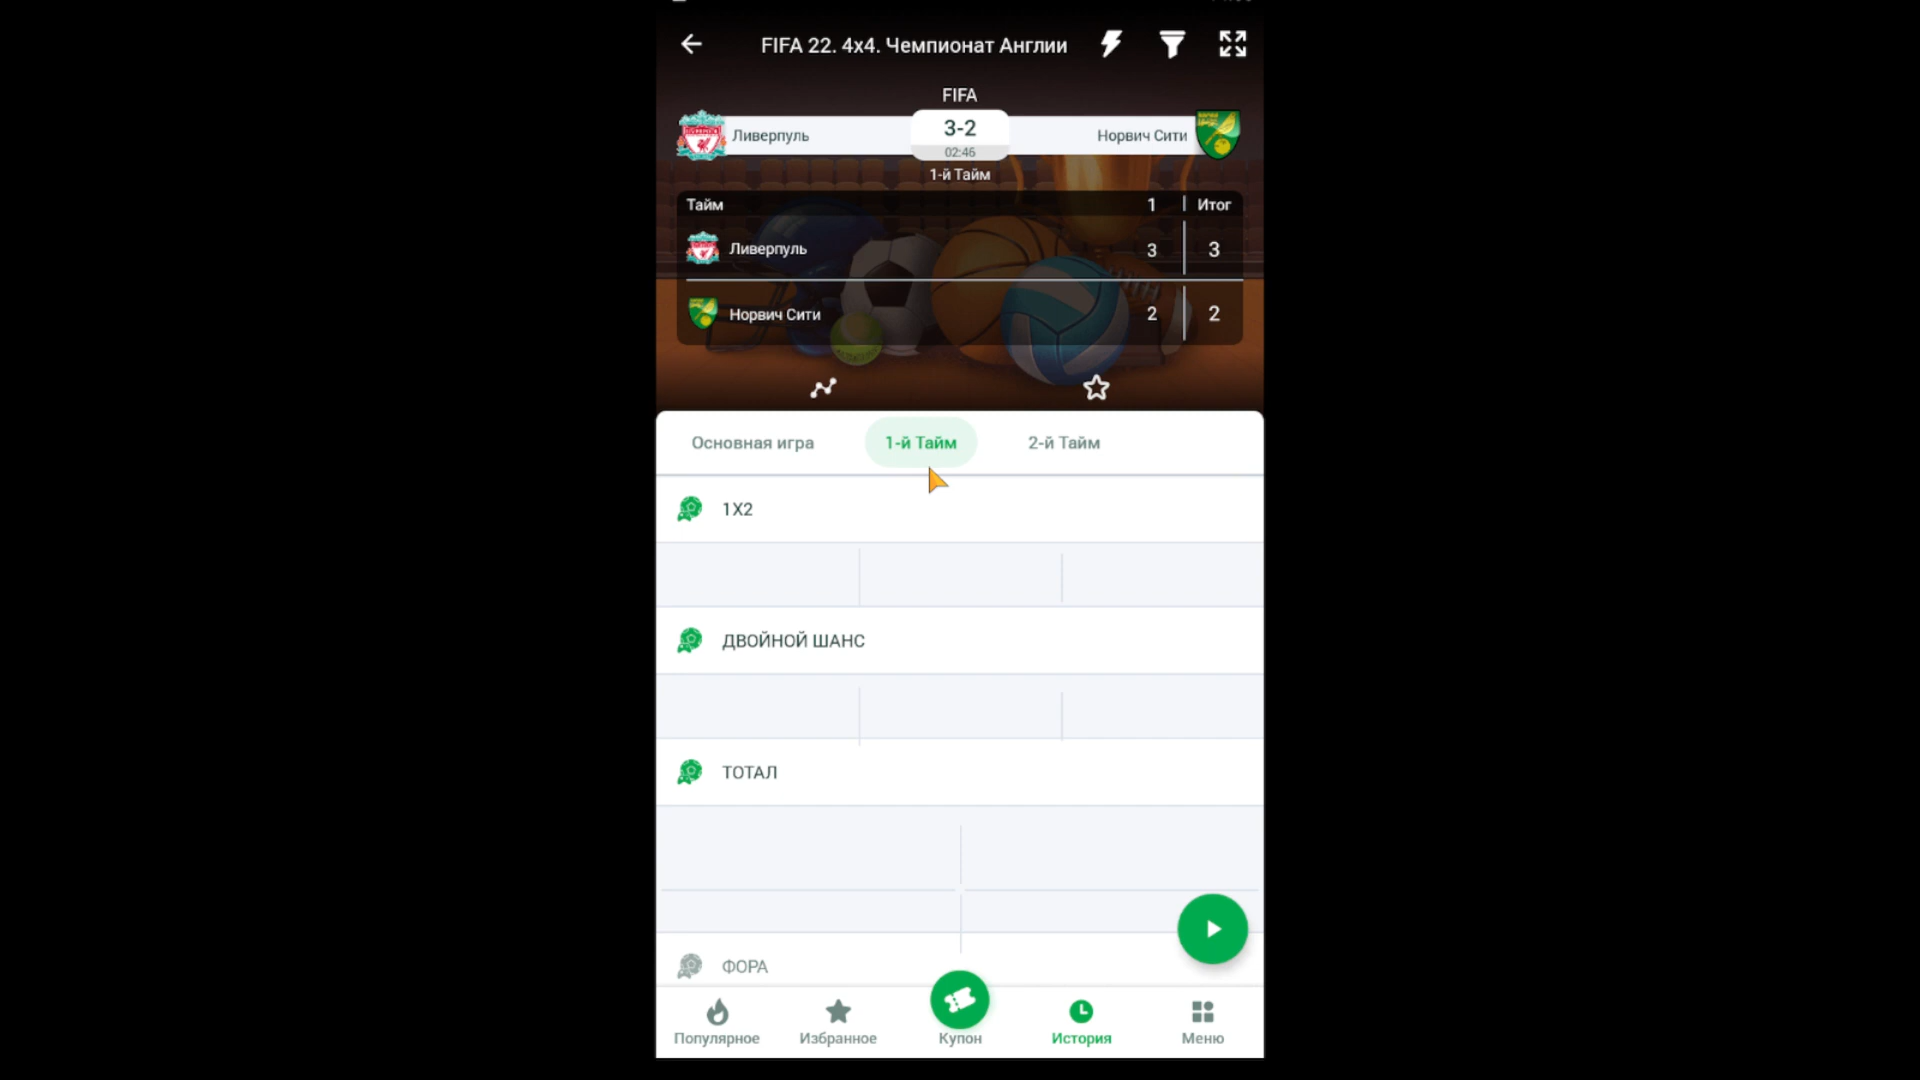 FIFA 22. 4x4. Чемпионат Англии
FIFA
Ливерпуль
3-2
Норвич Сити
02:46
1-й Тайм
Тайм 1 Итог
Ливерпуль 3 3
Норвич Сити 2 2
Основная игра 1-й Тайм 2-й Тайм
1X2
ДВОЙНОЙ ШАНС
ТОТАЛ
ФОРА
Популярное Избранное Купон История Меню